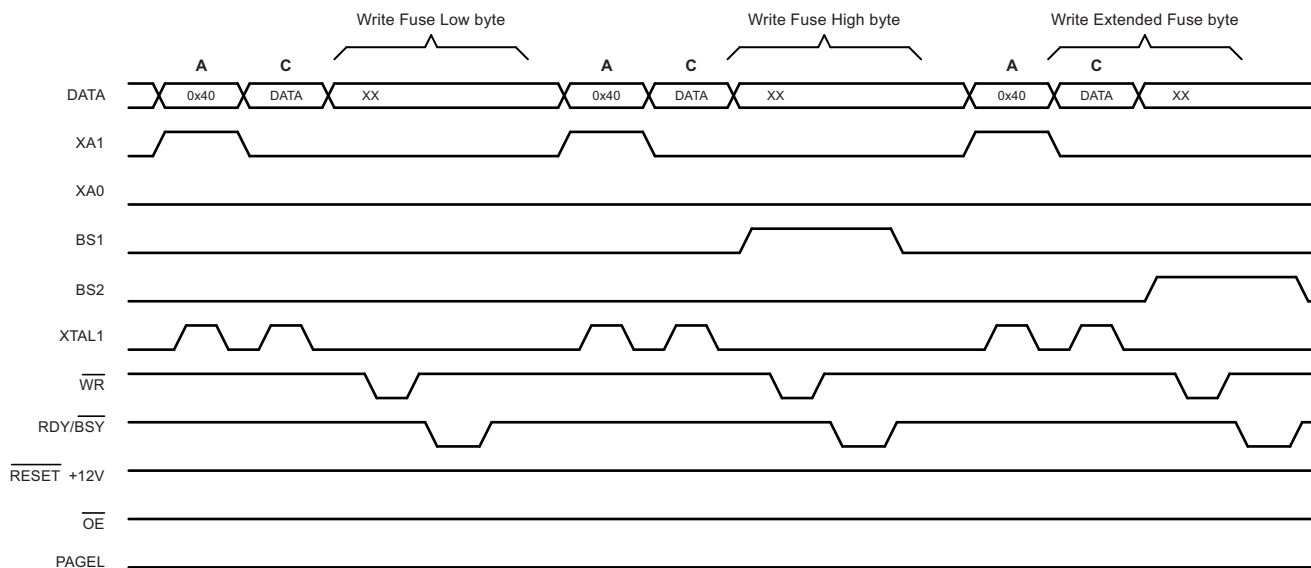 Write Fuse Low byte Write Fuse High byte Write Extended Fuse byte
A C A C A C
DATA 0x40 DATA XX 0x40 DATA XX 0x40 DATA XX
XA1
XA0
BS1
BS2
XTAL1
WR
RDY/BSY
RESET +12V
OE
PAGEL